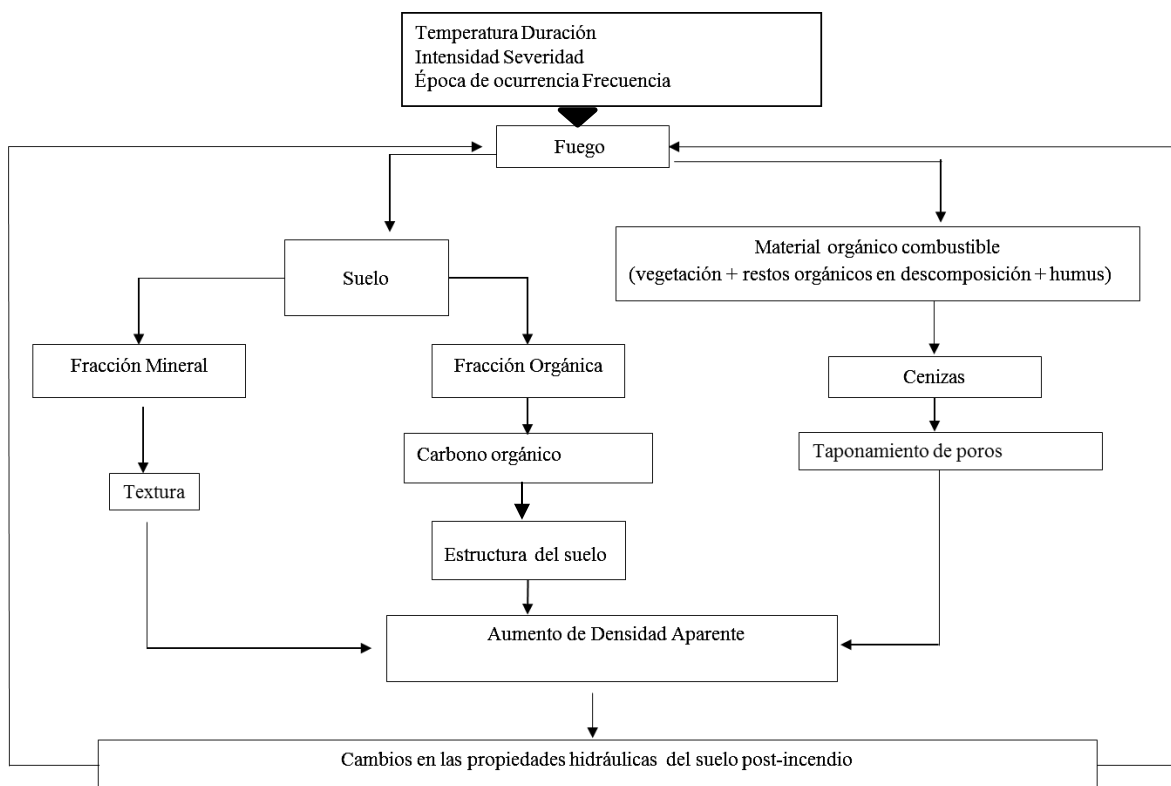 Temperatura Duración
Intensidad Severidad
Época de ocurrencia Frecuencia
Fuego
Suelo
Material orgánico combustible
(vegetación + restos orgánicos en descomposición + humus)
Fracción Mineral
Fracción Orgánica
Cenizas
Carbono orgánico
Taponamiento de poros
Textura
Estructura del suelo
Aumento de Densidad Aparente
Cambios en las propiedades hidráulicas del suelo post-incendio